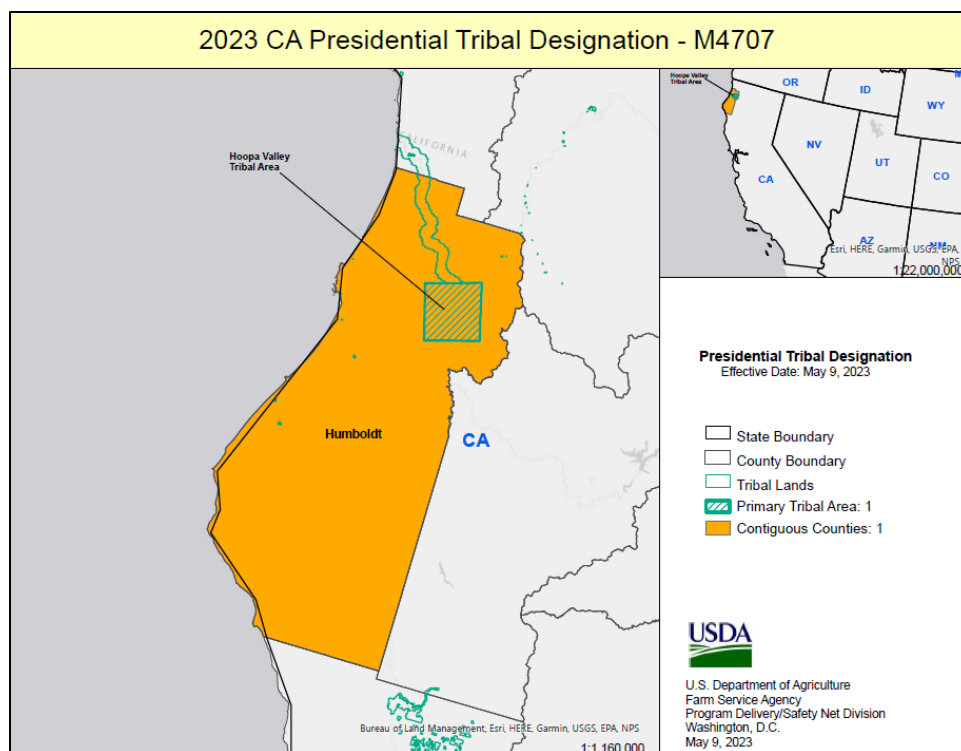 2023 CA Presidential Tribal Designation - M4707
Hoopa Valley
Tribal Area
CALIFORNIA
Humboldt
CA
Bureau of Land Management, Esri, HERE, Garmin, USGS, EPA, NPS
1:1,160,000
Hoopa Valley
Tribal Area
OR
ID
WY
NV
UT
CA
CO
AZ
NM
Esri, HERE, Garmin, USGS, EPA,
NPS
1:22,000,000
Presidential Tribal Designation
Effective Date: May 9, 2023
State Boundary
County Boundary
Tribal Lands
Primary Tribal Area: 1
Contiguous Counties: 1
USDA
U.S. Department of Agriculture
Farm Service Agency
Program Delivery/Safety Net Division
Washington, D.C.
May 9, 2023